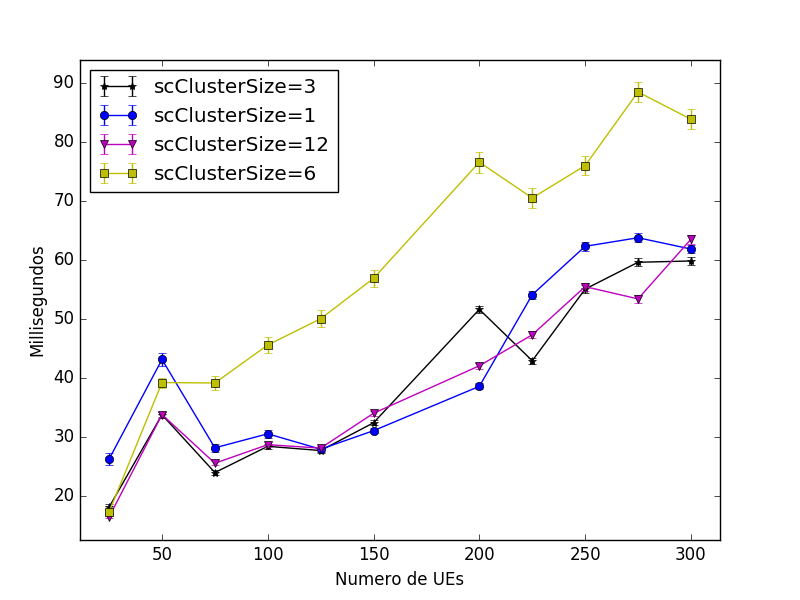 scClusterSize=3
scClusterSize=1
scClusterSize=12
scClusterSize=6
90
80
70
60
50
40
30
20
Millisegundos
50 100 150 200 250 300
Numero de UEs